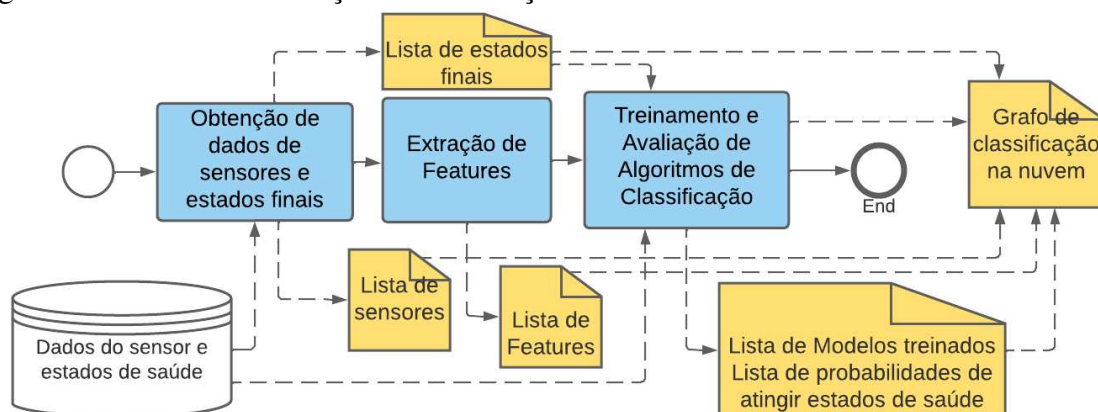 Lista de estados
finais
Obtenção de
dados de
sensores e
estados finais
Extração de
Features
Treinamento e
Avaliação de
Algoritmos de
Classificação
End
Grafo de
classificação
na nuvem
Lista de
sensores
Lista de
Features
Dados do sensor e
estados de saúde
Lista de Modelos treinados
Lista de probabilidades de
atingir estados de saúde